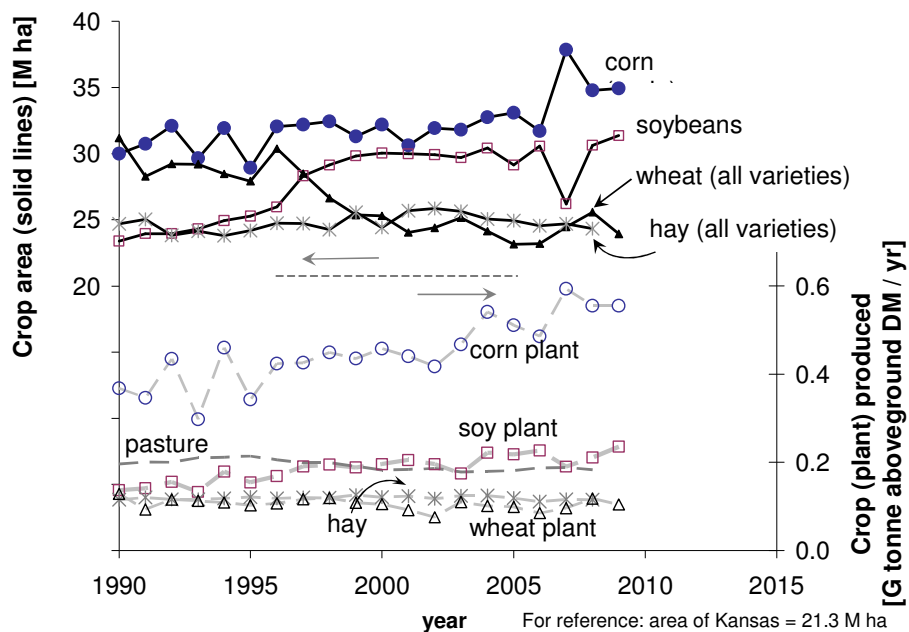 Crop area (solid lines) [M ha]
40
35
30
25
20
corn
soybeans
wheat (all varieties)
hay (all varieties)
corn plant
pasture
soy plant
hay
wheat plant
0.6
0.4
0.2
0.0
Crop (plant) produced
[G tonne aboveground DM / yr]
1990
1995
2000
2005
2010
2015
year
For reference: area of Kansas = 21.3 M ha